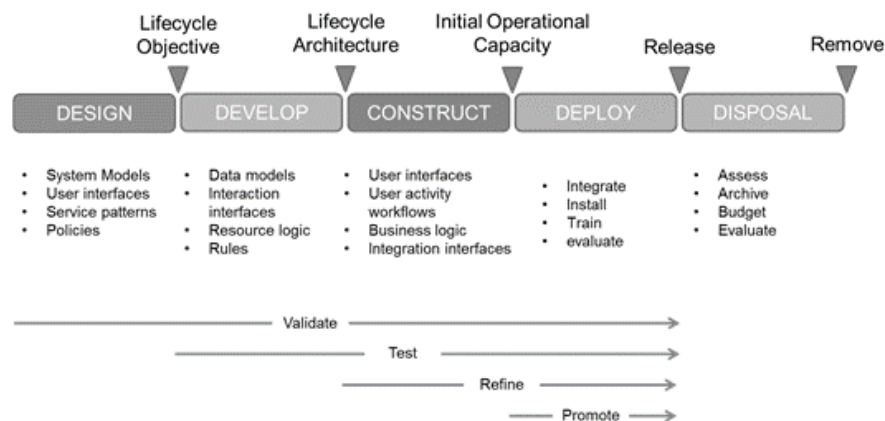 Lifecycle
Objective
Lifecycle
Architecture
Initial Operational
Capacity
Release
Remove
DESIGN
DEVELOP
CONSTRUCT
DEPLOY
DISPOSAL
• System Models
• User interfaces
• Service patterns
• Policies
• Data models
• Interaction
interfaces
• Resource logic
• Rules
• User interfaces
• User activity
workflows
• Business logic
• Integration interfaces
• Integrate
• Install
• Train
• evaluate
• Assess
• Archive
• Budget
• Evaluate
Validate
Test
Refine
Promote